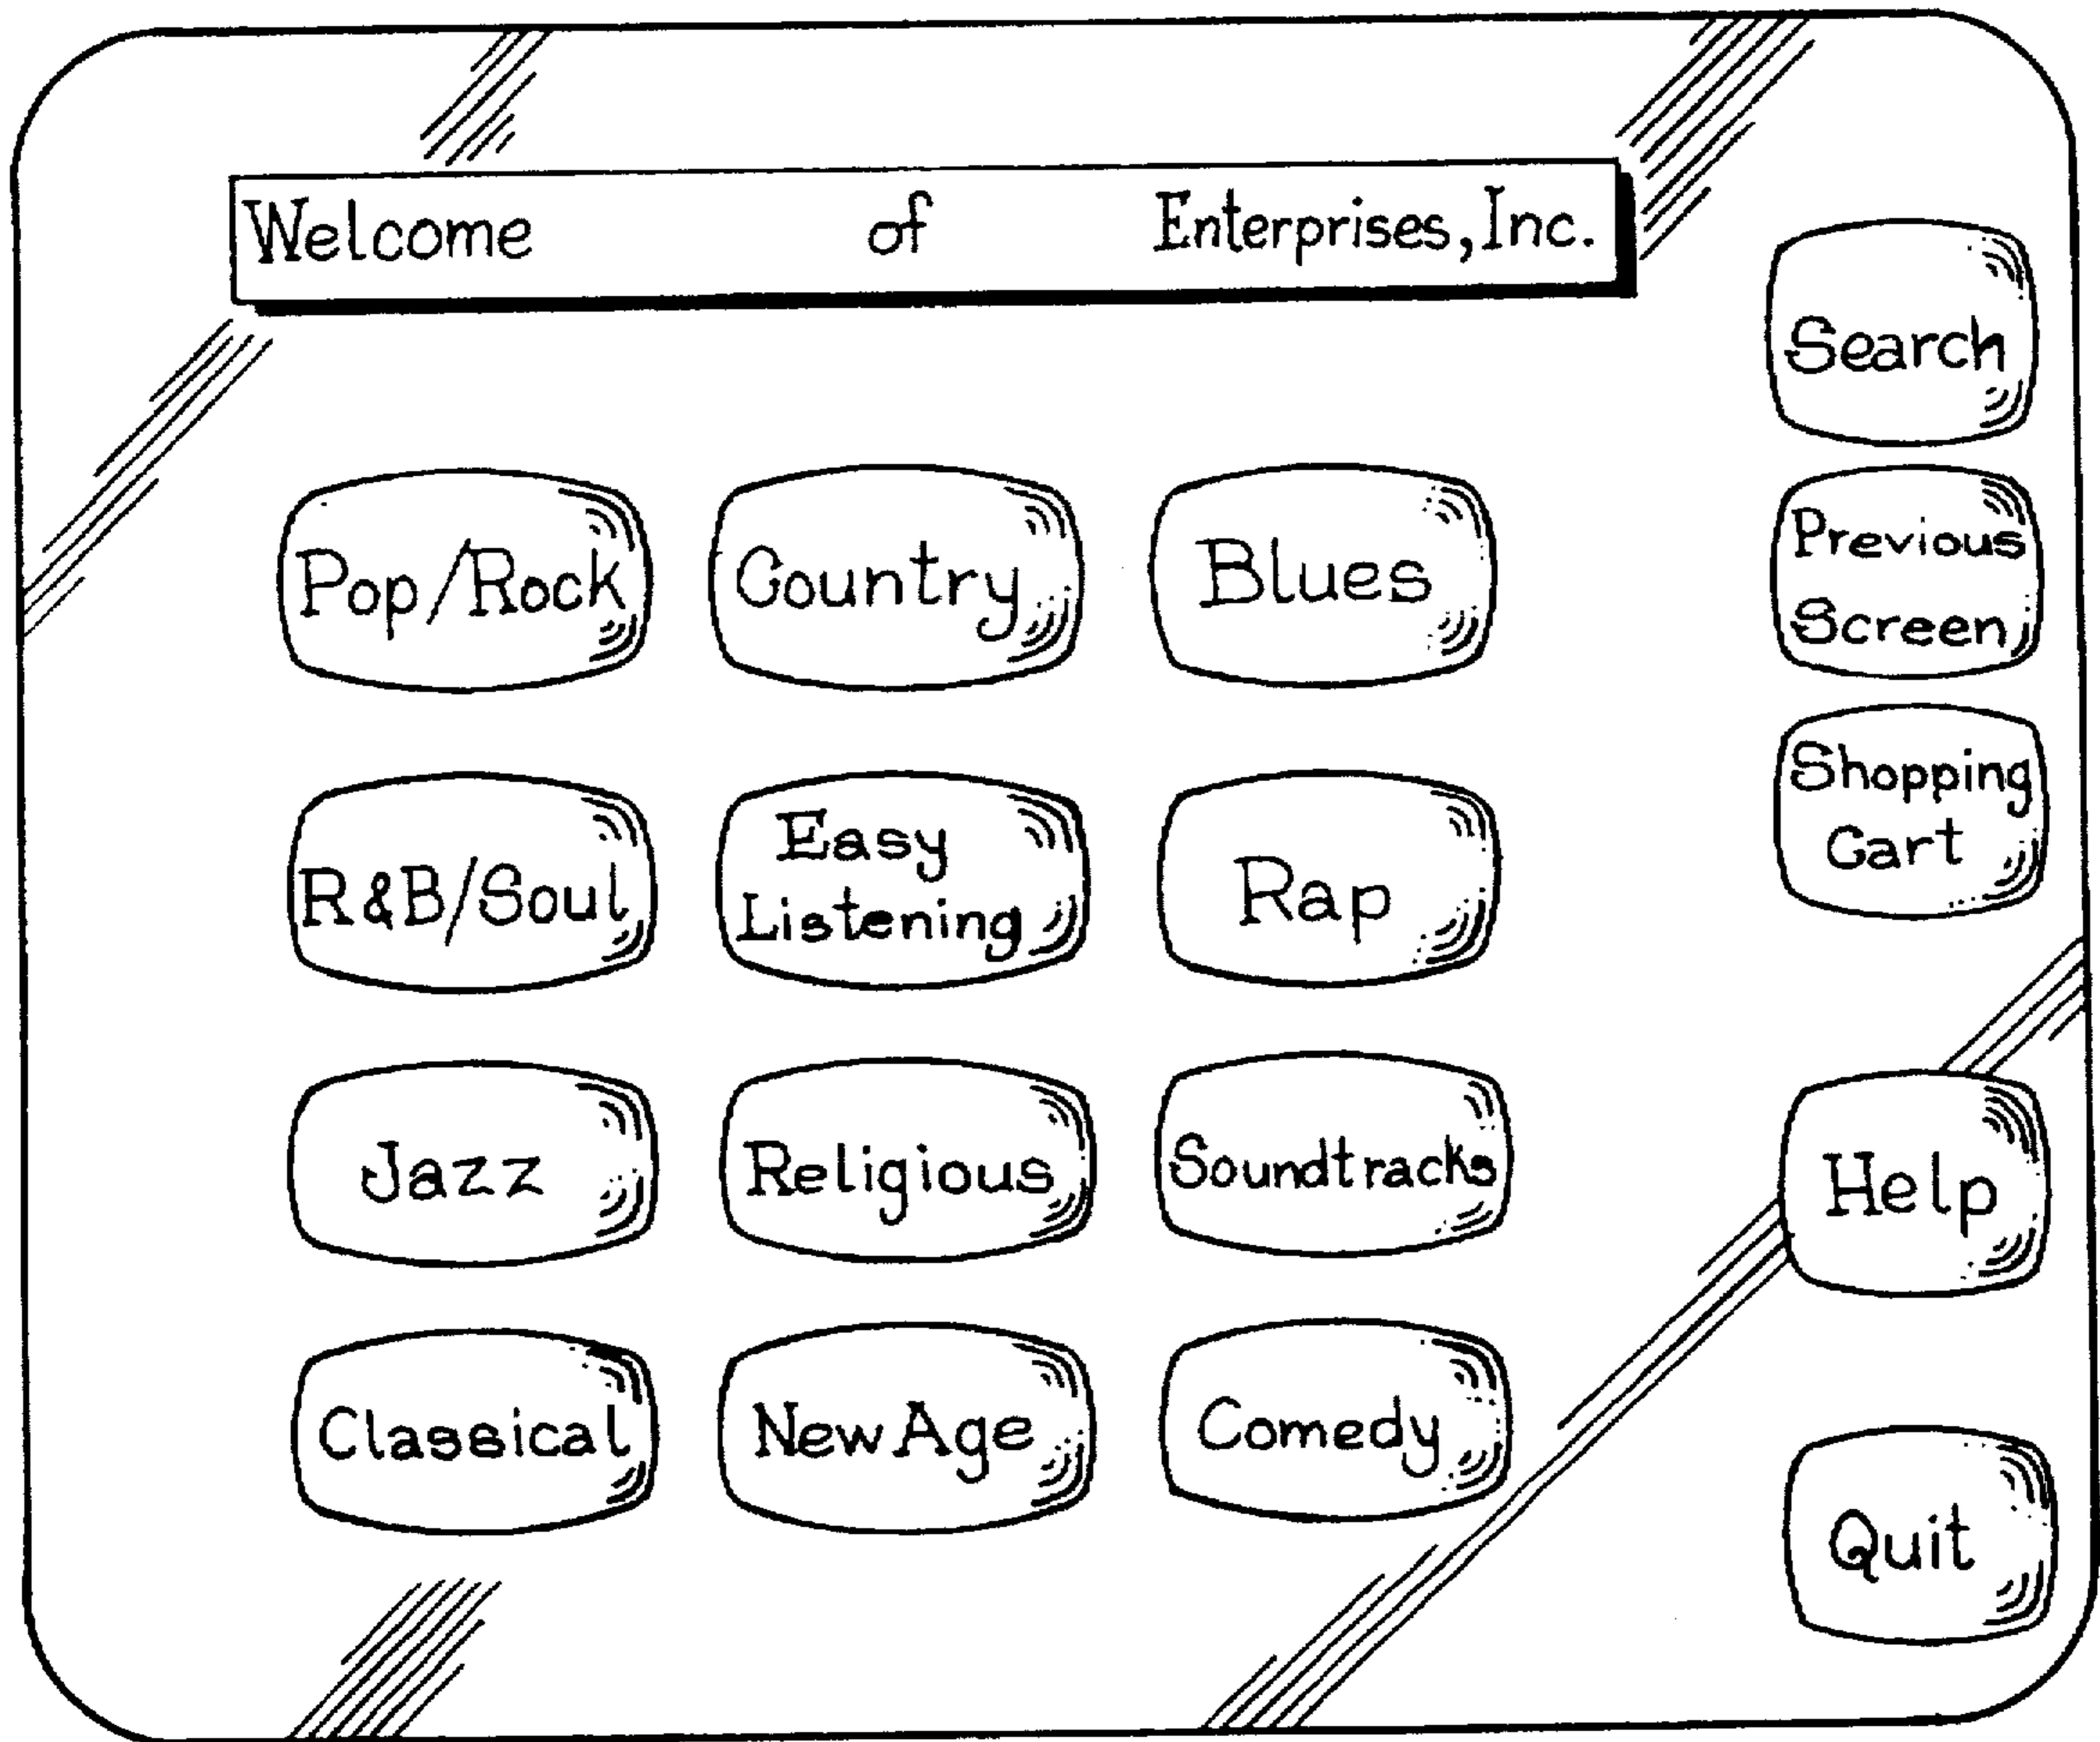 Welcome of Enterprises, Inc.
Search
Pop/Rock Country Blues
Previous
Screen
Shopping
Cart
R&B/Soul
Easy
Listening
Rap
Jazz Religious Soundtracks
Help
Classical New Age Comedy
Quit